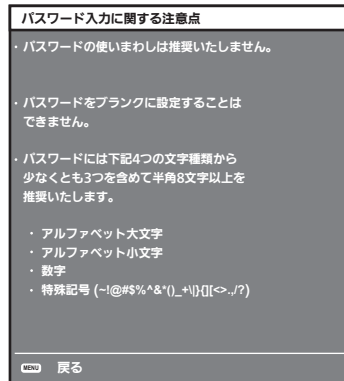 パスワード入力に関する注意点
・パスワードの使いまわしは推奨いたしません。
・パスワードをブランクに設定することは
できません。
・パスワードには下記4つの文字種類から
少なくとも3つを含めて半角8文字以上を
推奨いたします。
・ アルファベット大文字
・ アルファベット小文字
・ 数字
・ 特殊記号 (~!@#$%^&*()_+\|}{][<>.,/?)
MENU 戻る